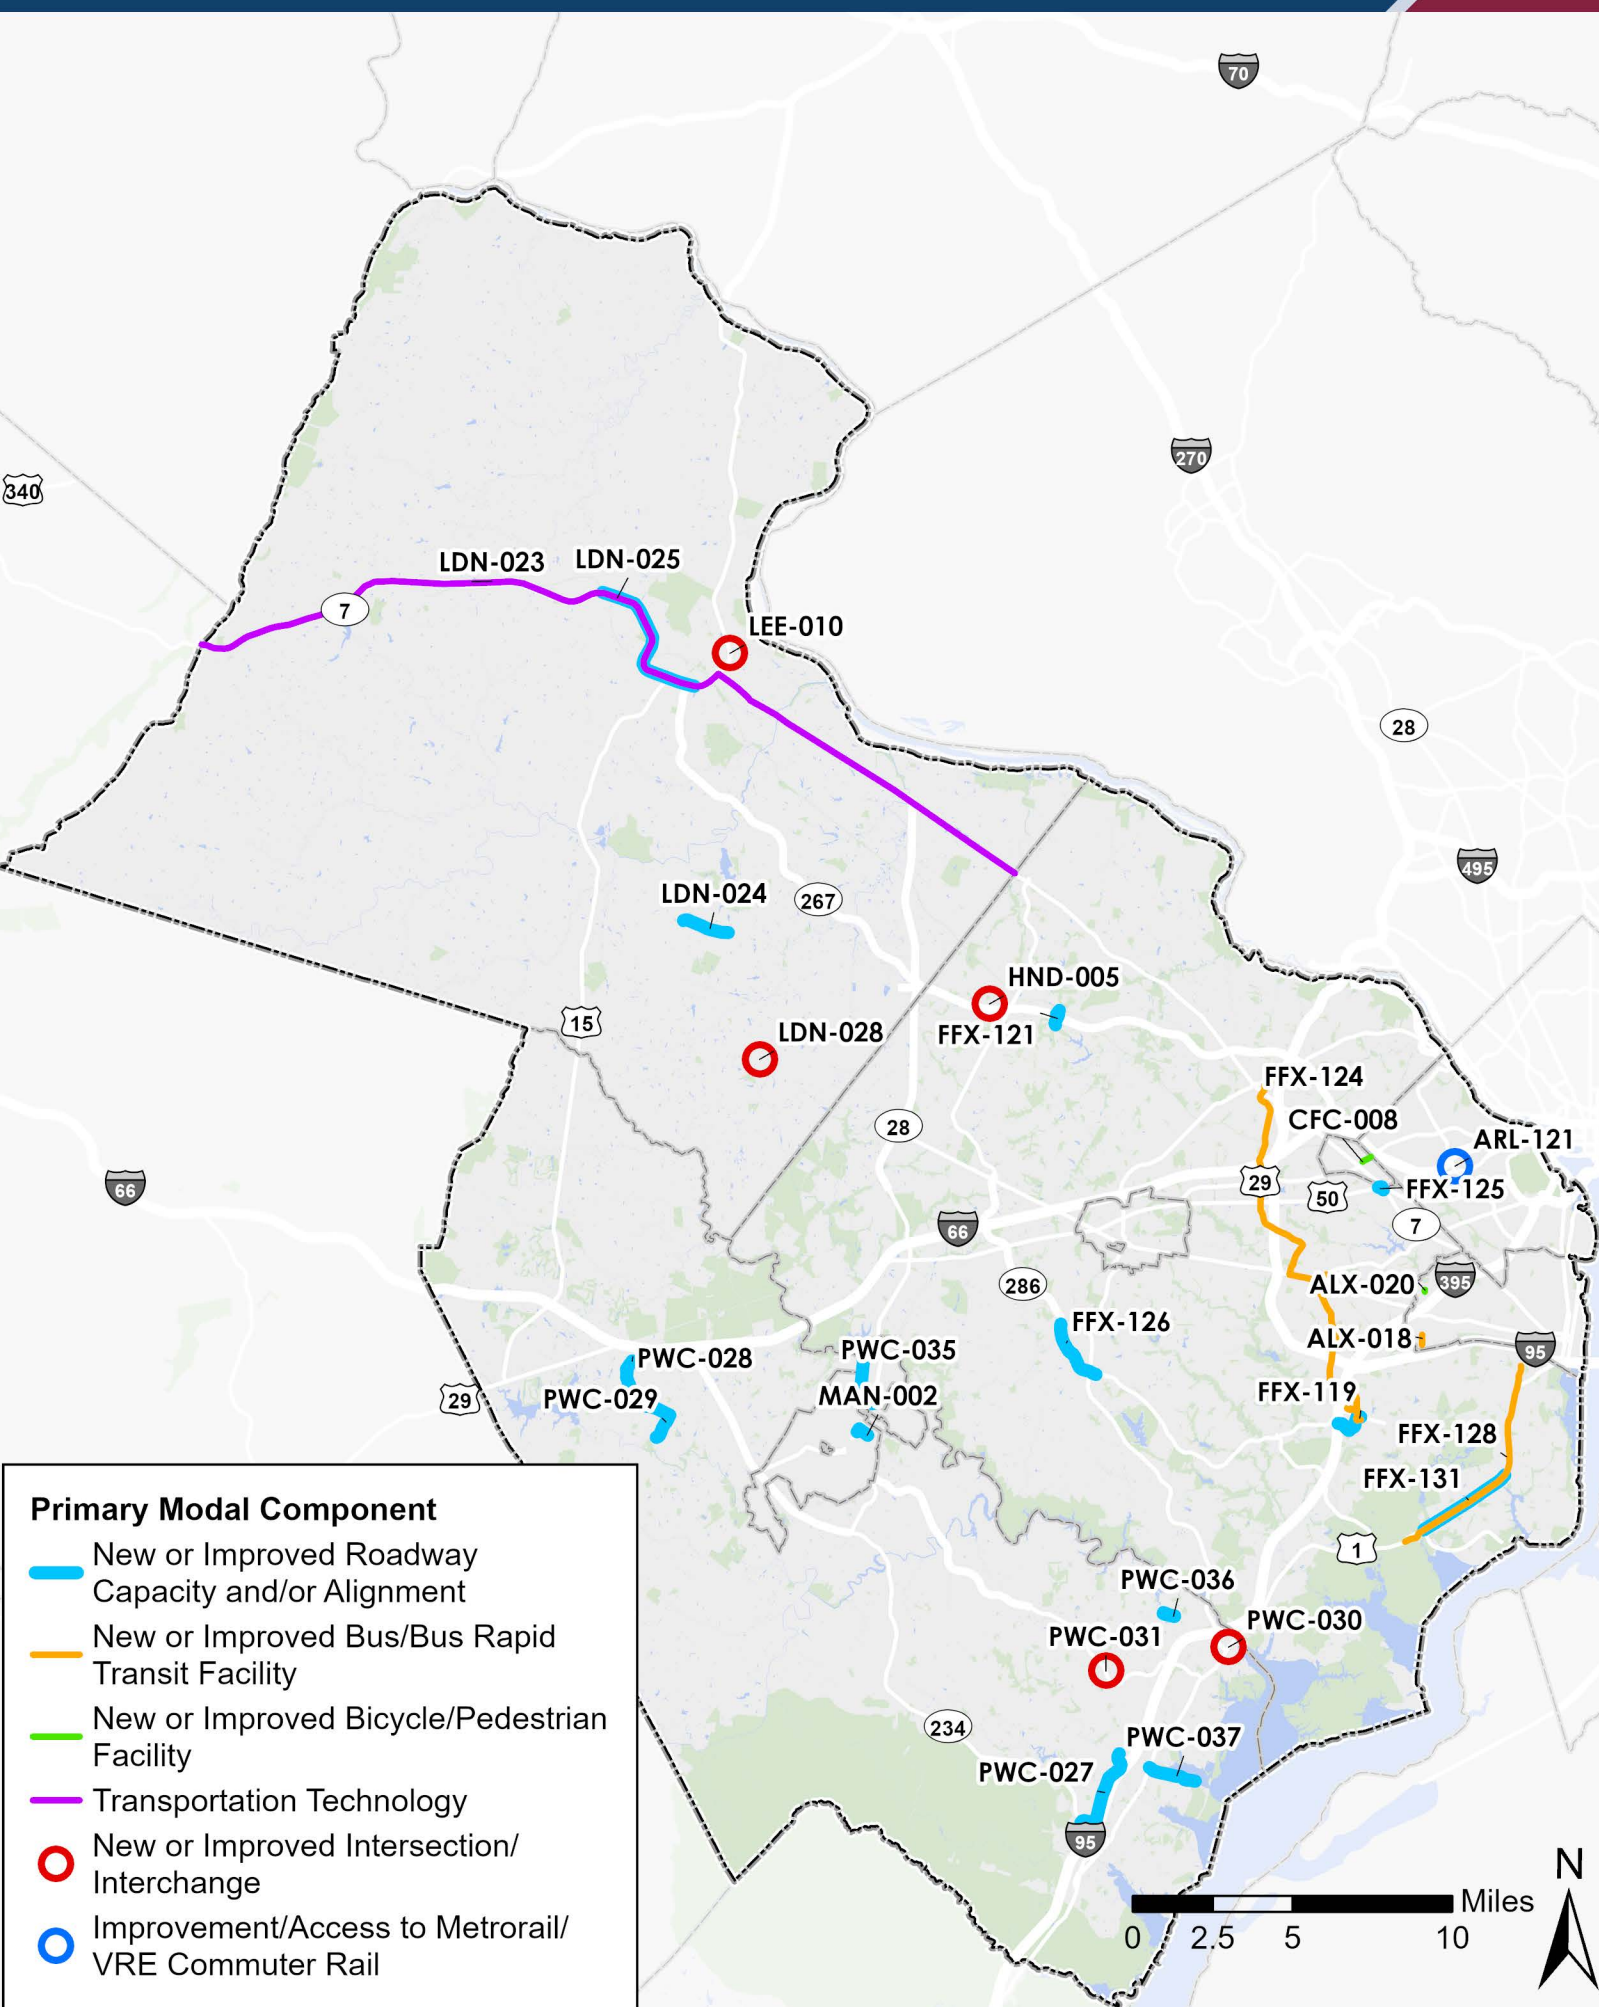 70
340
270
LDN-023
LDN-025
7
LEE-010
28
495
LDN-024
267
HND-005
15
LDN-028
FFX-121
FFX-124
CFC-008
28
ARL-121
66
29
50
FFX-125
7
66
286
ALX-020
395
FFX-126
ALX-018
95
PWC-035
PWC-028
FFX-119
MAN-002
PWC-029
29
FFX-128
FFX-131
1
PWC-036
PWC-030
PWC-031
234
PWC-037
PWC-027
95
Primary Modal Component
New or Improved Roadway
Capacity and/or Alignment
New or Improved Bus/Bus Rapid
Transit Facility
New or Improved Bicycle/Pedestrian
Facility
Transportation Technology
New or Improved Intersection/
Interchange
Improvement/Access to Metrorail/
VRE Commuter Rail
Miles
0 2.5 5 10
N